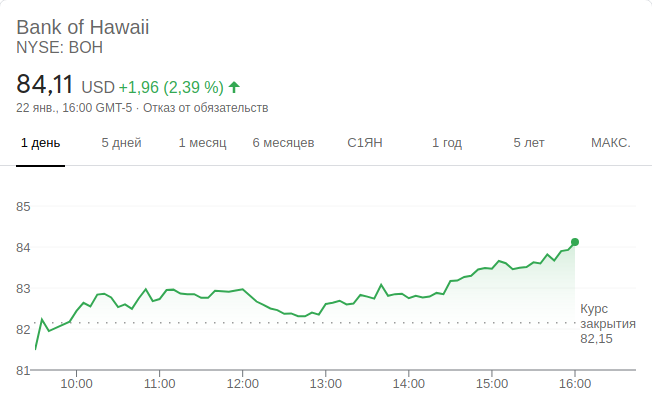 Bank of Hawaii
NYSE: BOH
84,11 USD +1,96 (2,39 %)
22 янв., 16:00 GMT-5 · Отказ от обязательств
1 день 5 дней 1 месяц 6 месяцев С1ЯН 1 год 5 лет МАКС.
85
84
83
82
81
Курс
закрытия
82,15
10:00 11:00 12:00 13:00 14:00 15:00 16:00